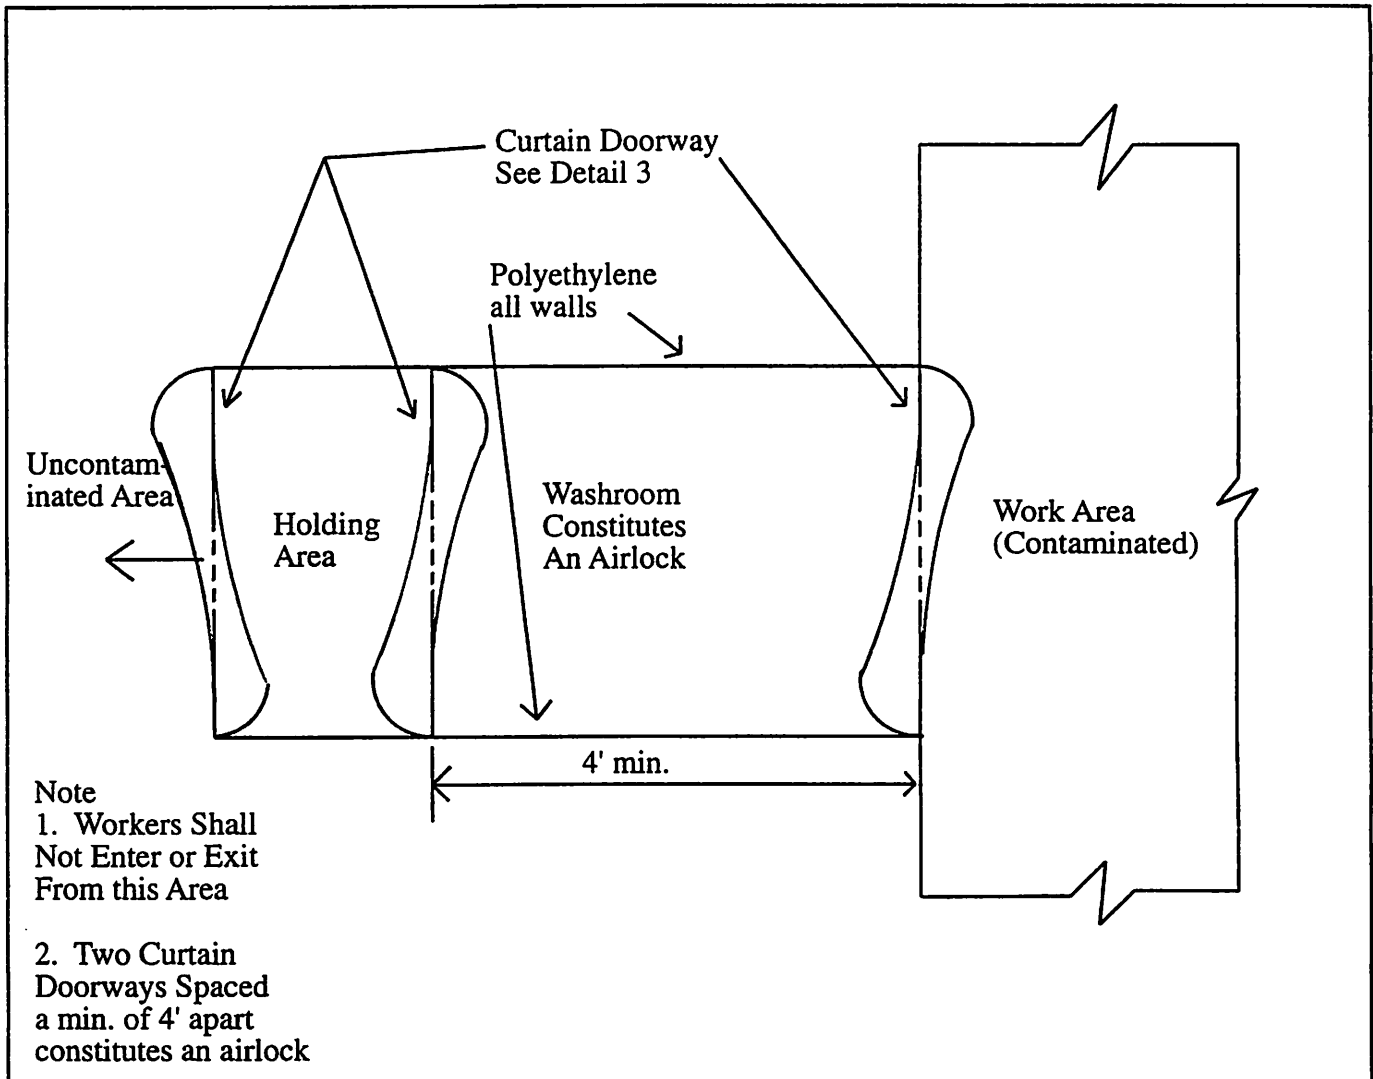 Curtain Doorway
See Detail 3
Polyethylene
all walls
Uncontam-
inated Area
Holding
Area
Washroom
Constitutes
An Airlock
Work Area
(Contaminated)
4' min.
Note
1. Workers Shall
Not Enter or Exit
From this Area
2. Two Curtain
Doorways Spaced
a min. of 4' apart
constitutes an airlock